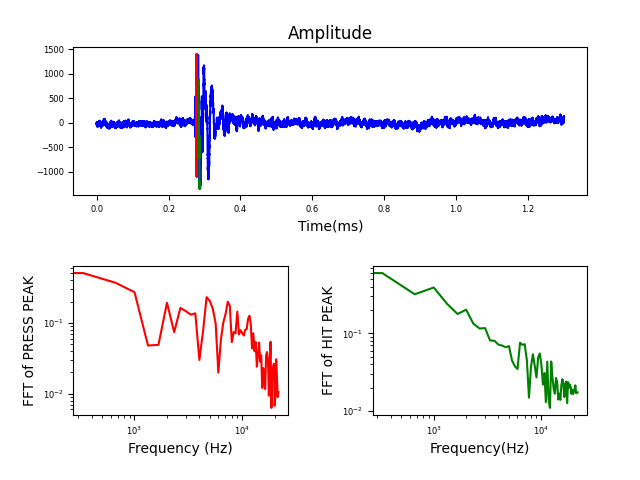 Amplitude
1500
1000
500
0
−500
−1000
0.0 0.2 0.4 0.6 0.8 1.0 1.2
Time(ms)
FFT of PRESS PEAK
10⁻¹
10⁻²
10³ 10⁴
Frequency (Hz)
FFT of HIT PEAK
10⁻¹
10⁻²
10³ 10⁴
Frequency(Hz)